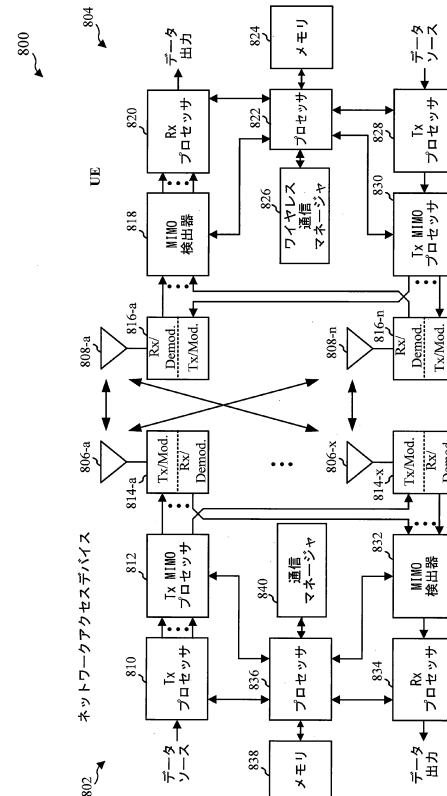 800
802
ネットワークアクセスデバイス
データ
ソース
810
Tx
プロセッサ
812
Tx MIMO
プロセッサ
814-a
Tx/Mod.
Rx/
Demod.
806-a
838
メモリ
836
プロセッサ
840
通信
マネージャ
806-x
814-x
Tx/Mod.
Rx/
Demod.
832
MIMO
検出器
834
Rx
プロセッサ
データ
出力
804
UE
808-a
816-a
Rx/
Demod.
Tx/Mod.
818
MIMO
検出器
820
Rx
プロセッサ
データ
出力
824
メモリ
822
プロセッサ
826
ワイヤレス
通信
マネージャ
808-n
816-n
Rx/
Demod.
Tx/Mod.
830
Tx MIMO
プロセッサ
828
Tx
プロセッサ
データ
ソース